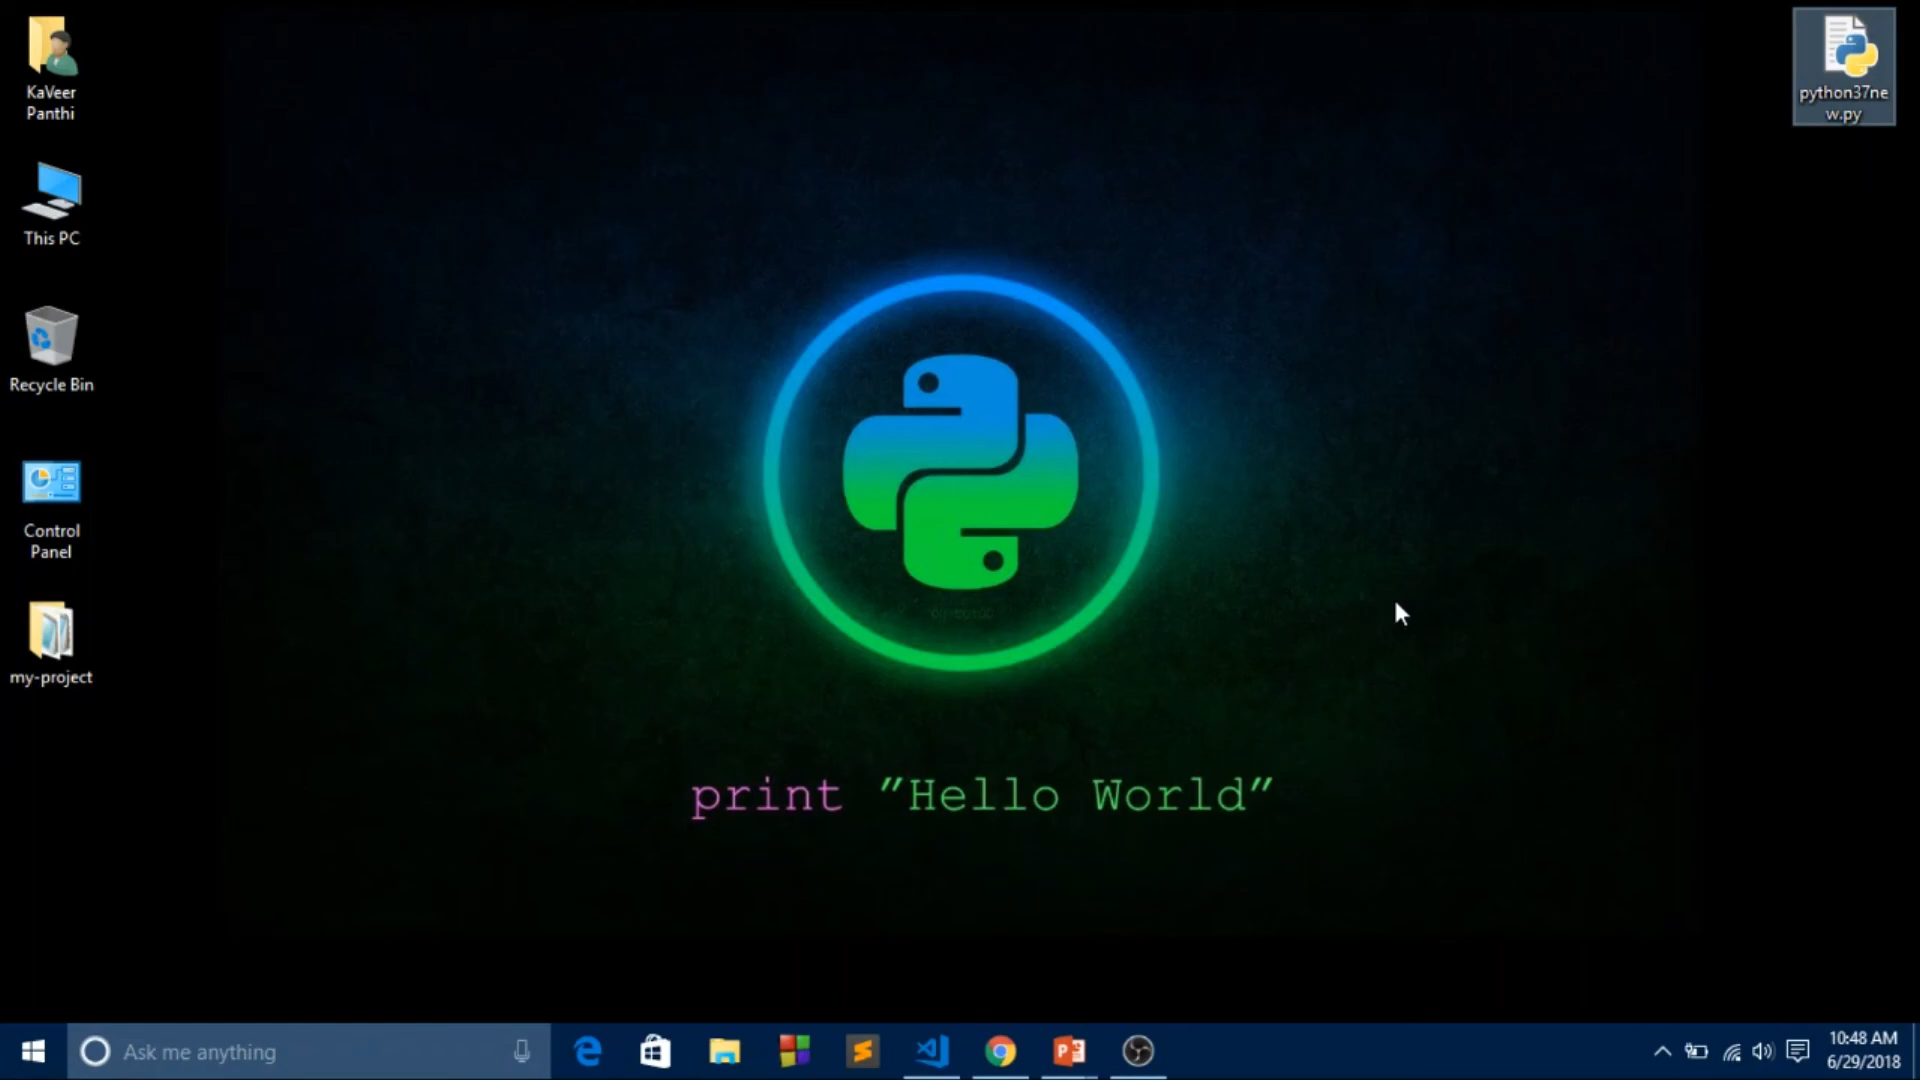 KaVeer
Panthi
This PC
Recycle Bin
Control
Panel
my-project
python37ne
w.py
print "Hello World"
Ask me anything
10:48 AM
6/29/2018